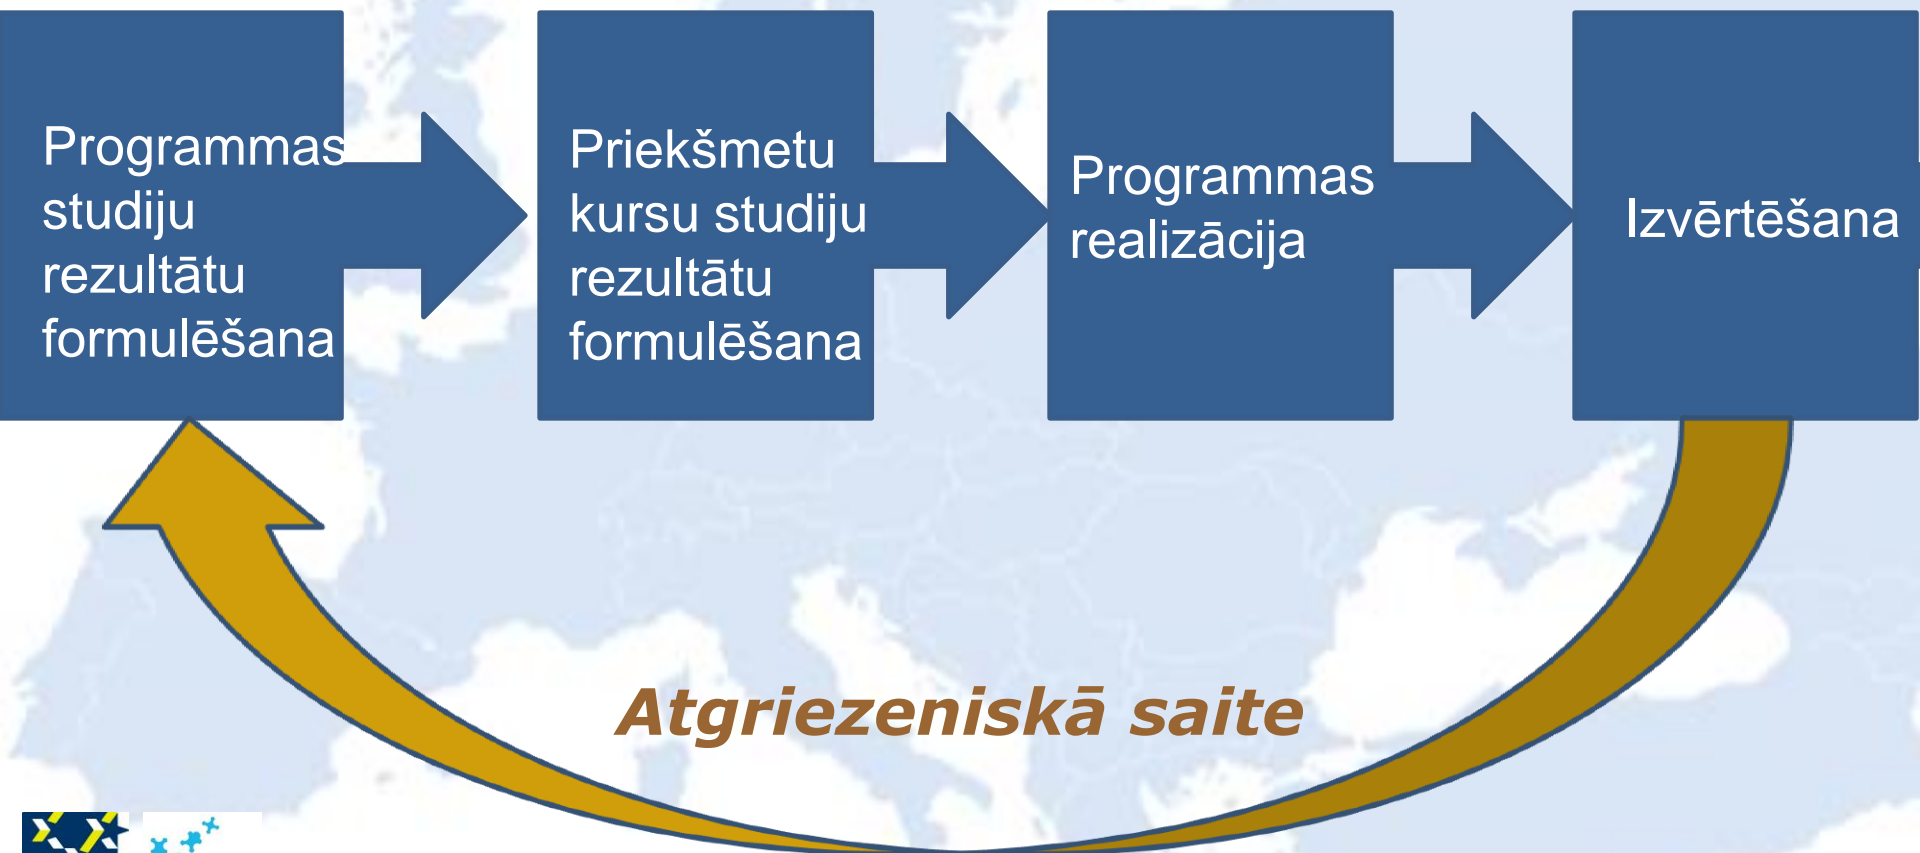 Programmas
studiju
rezultātu
formulēšana
Priekšmetu
kursu studiju
rezultātu
formulēšana
Programmas
realizācija
Izvērtēšana
Atgriezeniskā saite